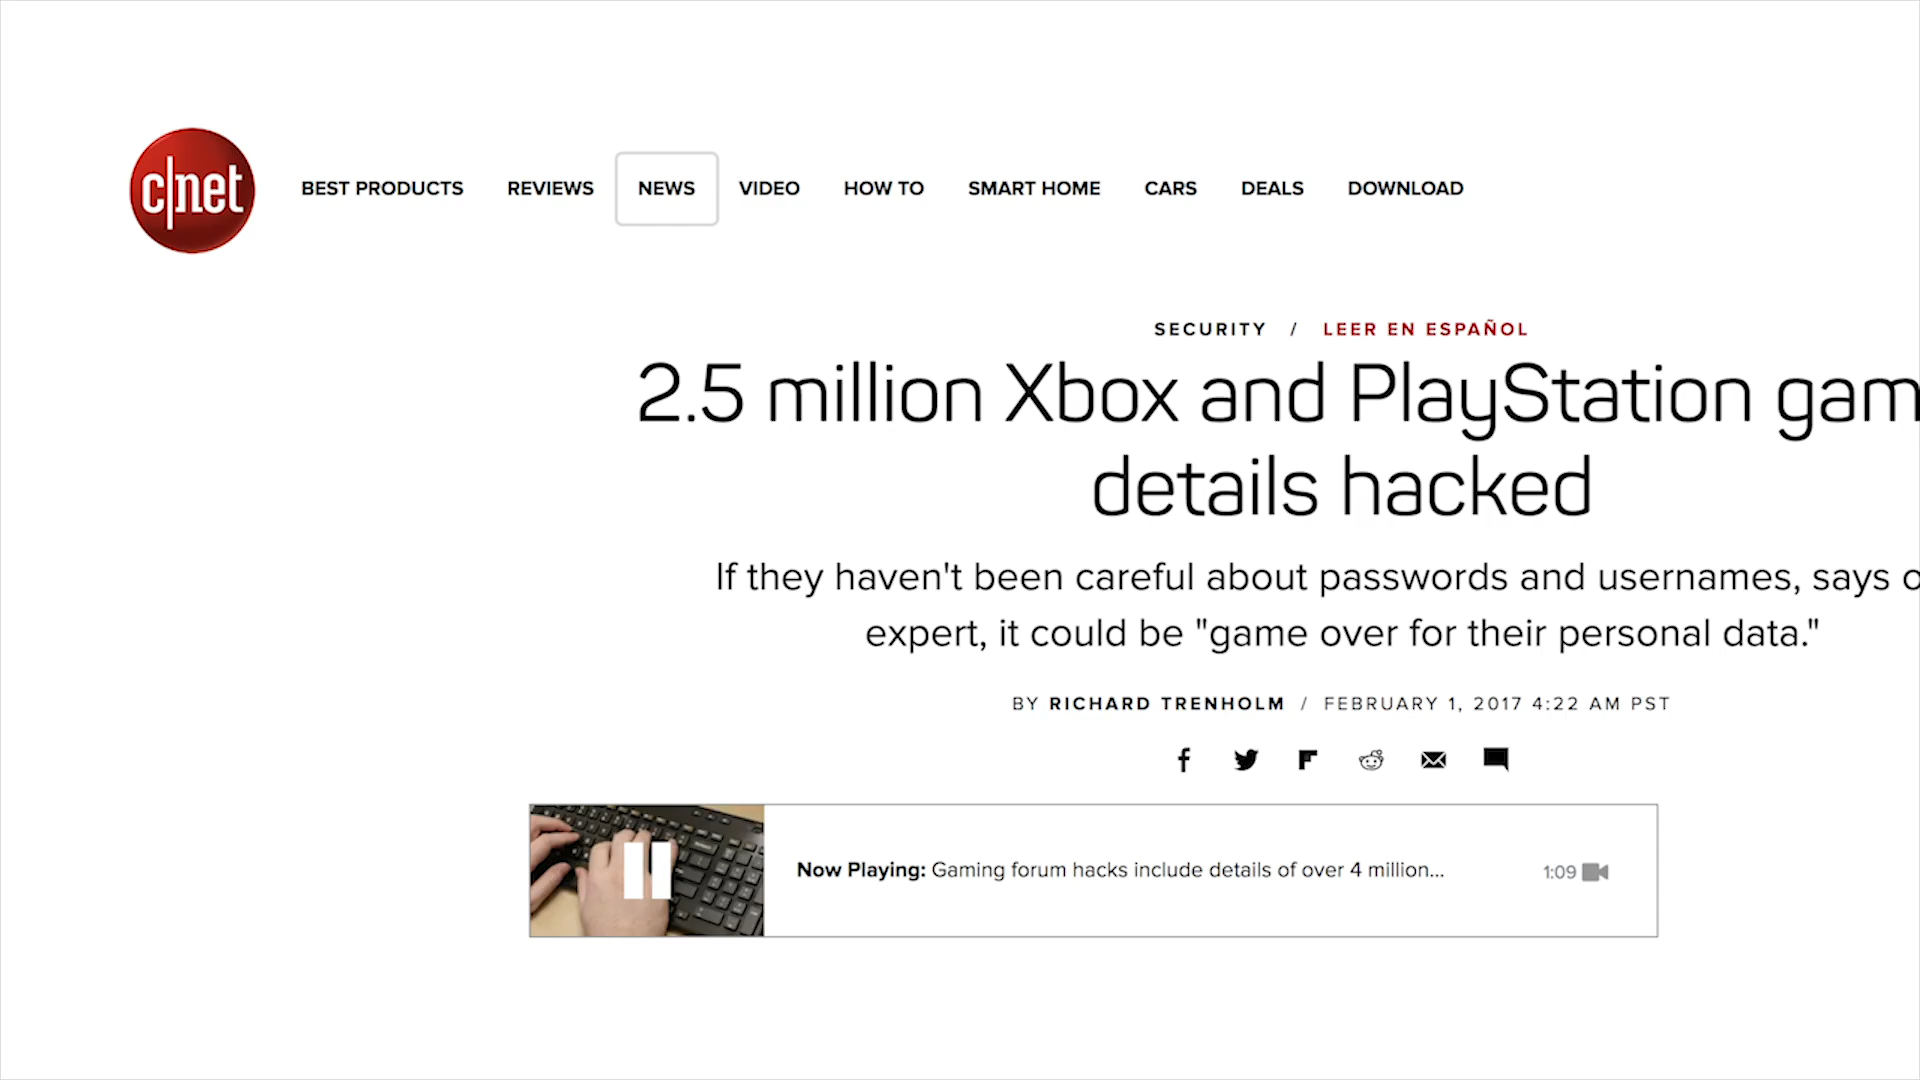 c|net
BEST PRODUCTS REVIEWS NEWS VIDEO HOW TO SMART HOME CARS DEALS DOWNLOAD
SECURITY / LEER EN ESPAÑOL
2.5 million Xbox and PlayStation
details hacked
If they haven't been careful about passwords and usernames, says
expert, it could be "game over for their personal data."
BY RICHARD TRENHOLM / FEBRUARY 1, 2017 4:22 AM PST
Now Playing: Gaming forum hacks include details of over 4 million...
1:09